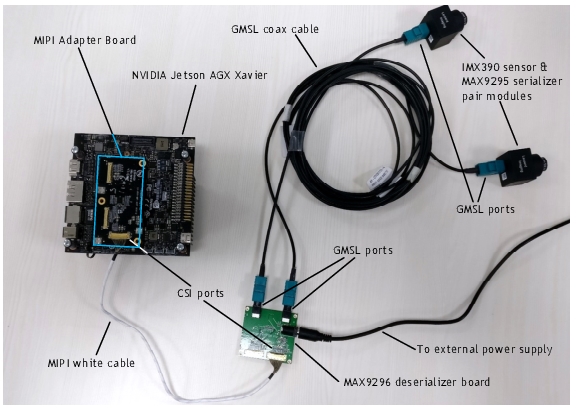 MIPI Adapter Board
GMSL coax cable
NVIDIA Jetson AGX Xavier
IMX390 sensor &
MAX9295 serializer
pair modules
GMSL ports
GMSL ports
CSI ports
To external power supply
MIPI white cable
MAX9296 deserializer board